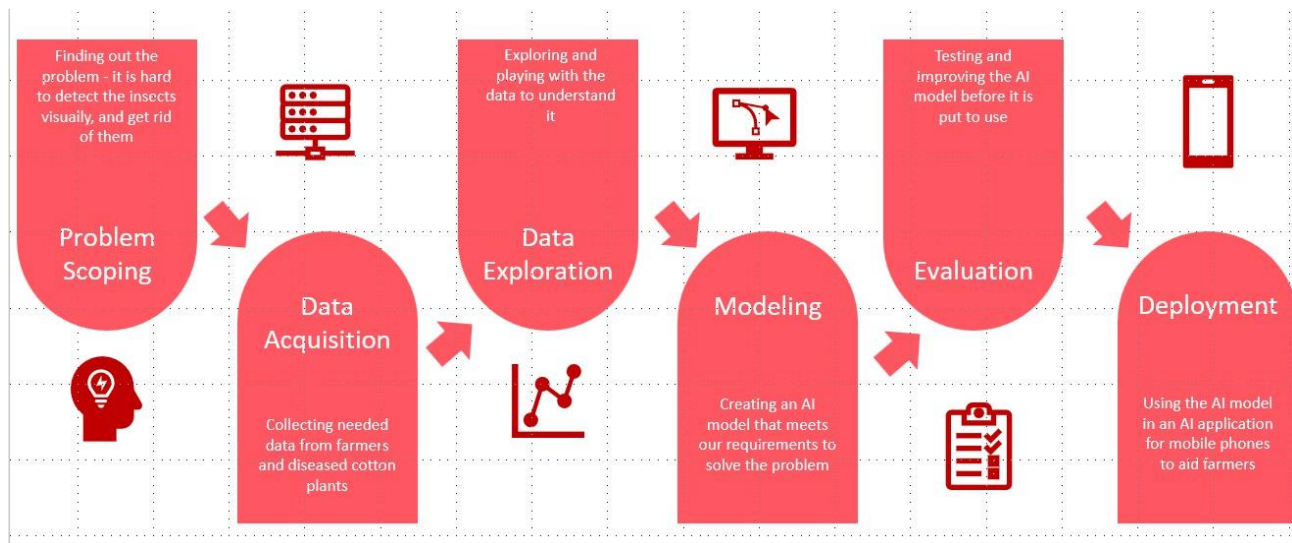 Finding out the
problem - it is hard
to detect the insects
visually, and get rid
of them
Problem
Scoping
Data
Acquisition
Collecting needed
data from farmers
and diseased cotton
plants
Exploring and
playing with the
data to understand
it
Data
Exploration
Modeling
Creating an AI
model that meets
our requirements to
solve the problem
Testing and
improving the AI
model before it is
put to use
Evaluation
Deployment
Using the AI model
in an AI application
for mobile phones
to aid farmers